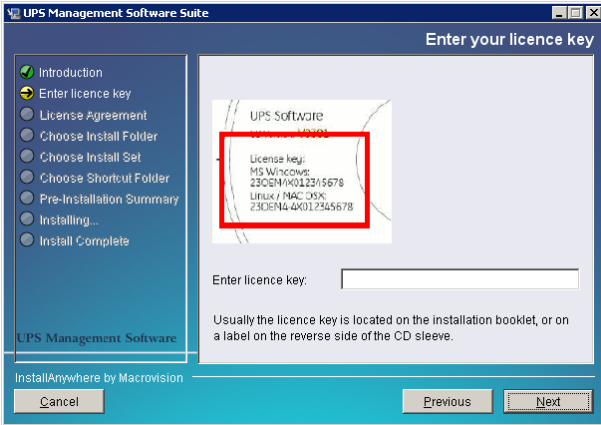 UPS Management Software Suite
Enter your licence key
Introduction
Enter licence key
License Agreement
Choose Install Folder
Choose Install Set
Choose Shortcut Folder
Pre-Installation Summary
Installing...
Install Complete
UPS Management Software
UPS Software
License key:
MS Windows:
23OEM4X012345678
Linux / MAC OSX:
23OEM4-4X012345678
Enter licence key:
Usually the licence key is located on the installation booklet, or on
a label on the reverse side of the CD sleeve.
InstallAnywhere by Macrovision
Cancel
Previous
Next